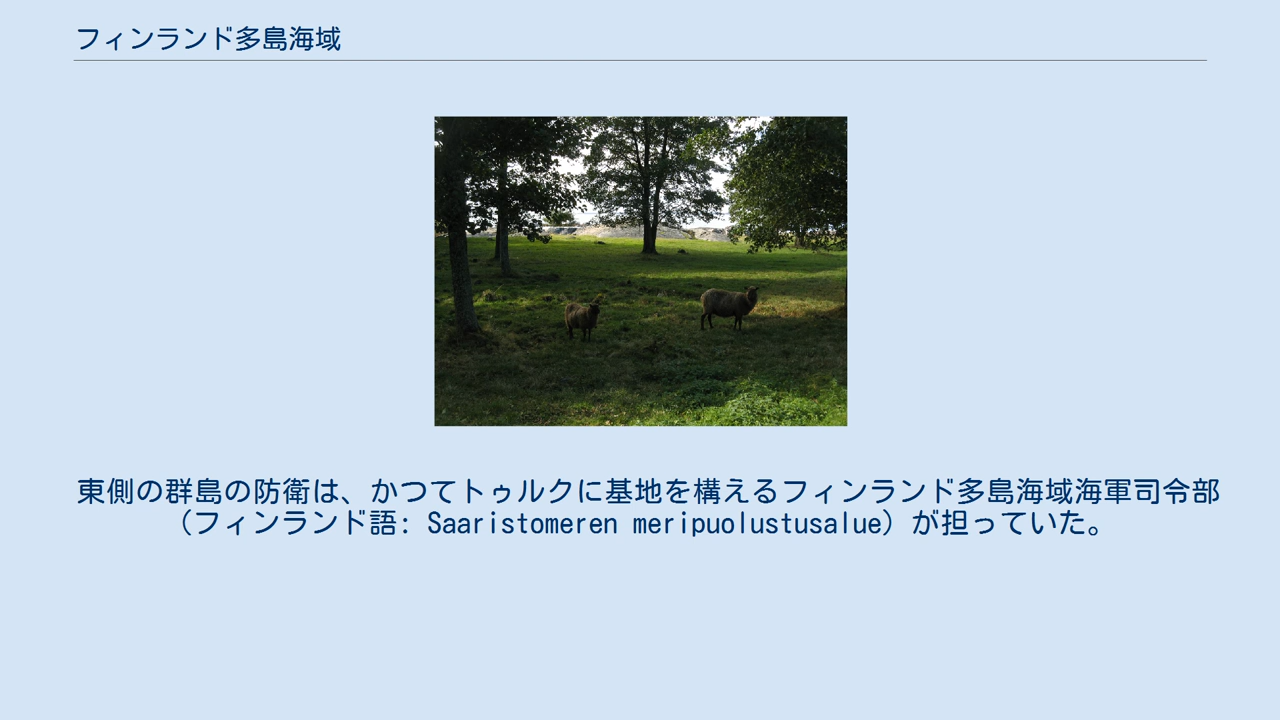 フィンランド多島海域
東側の群島の防衛は、かつてトゥルクに基地を構えるフィンランド多島海域海軍司令部
（フィンランド語: Saaristomeren meripuolustusalue）が担っていた。